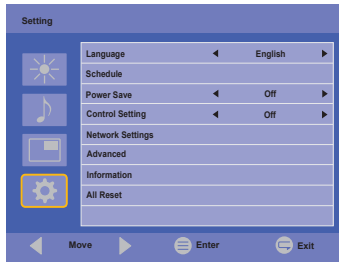 Setting
Language English
Schedule
Power Save Off
Control Setting Off
Network Settings
Advanced
Information
All Reset
Move Enter Exit